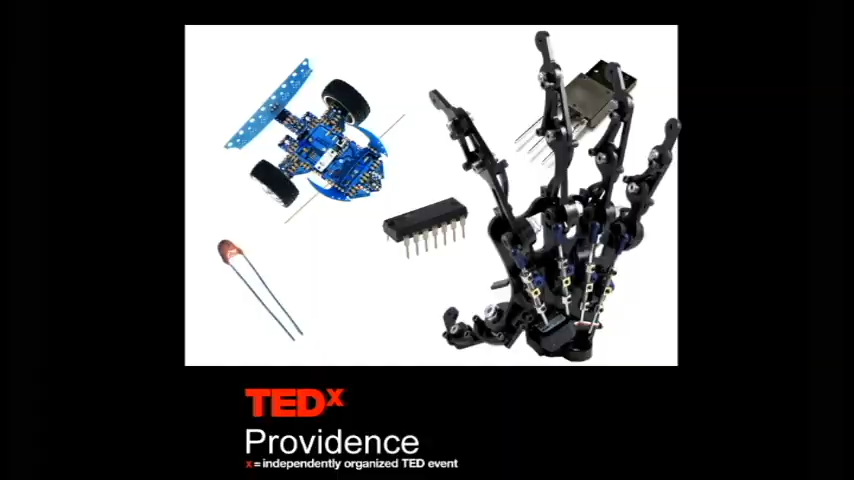 TEDx
Providence
x = independently organized TED event